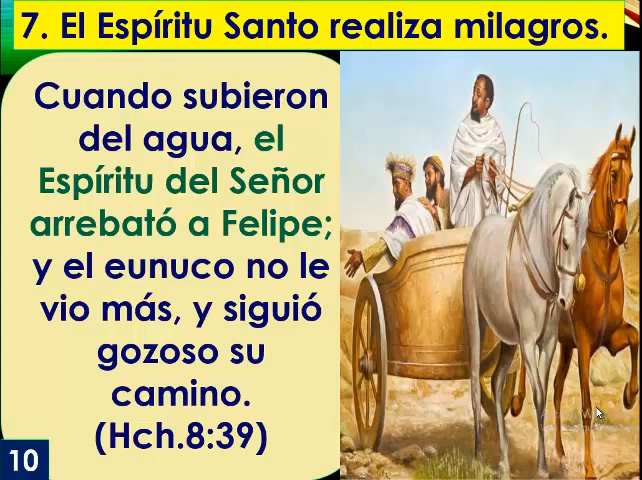 7. El Espíritu Santo realiza milagros.
Cuando subieron
del agua, el
Espíritu del Señor
arrebató a Felipe;
y el eunuco no le
vio más, y siguió
gozoso su
camino.
(Hch.8:39)
10